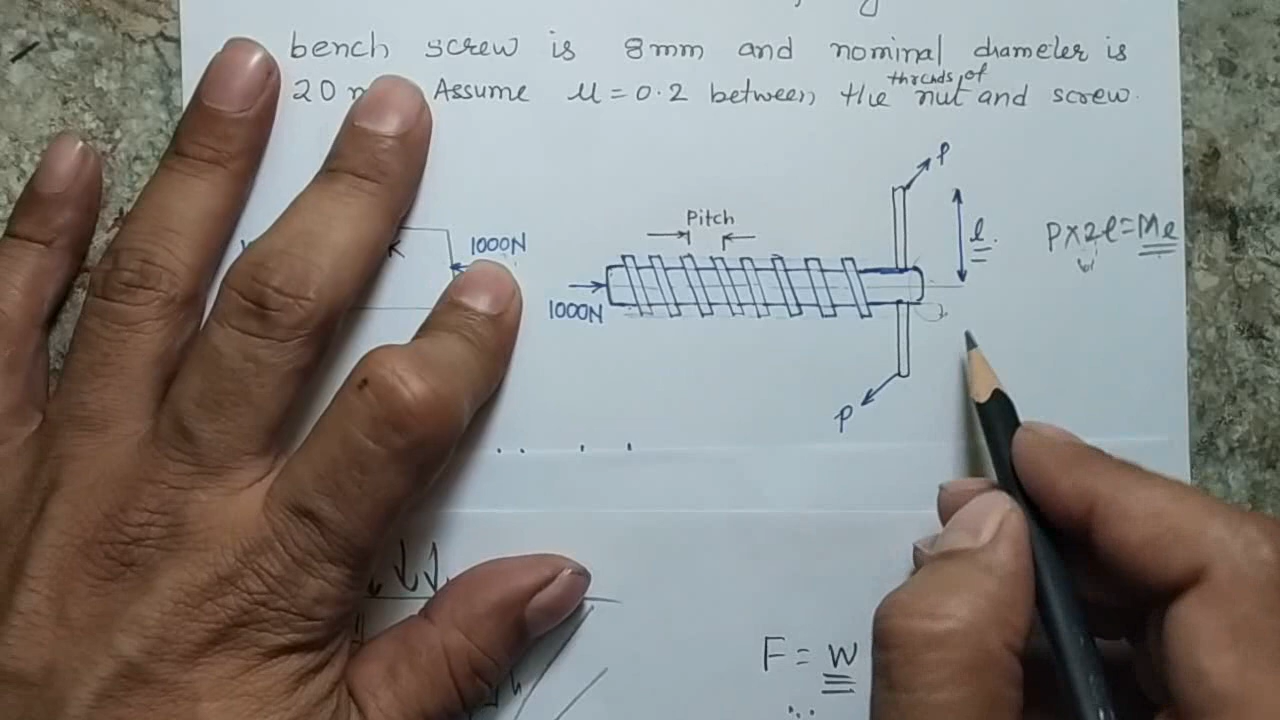 bench screw is 8mm and nominal diameter is
20 Assume μ = 0.2 between the threads of nut and screw.
P
Pitch
l
P×2l=Me
1000N
1000N
P
F = W